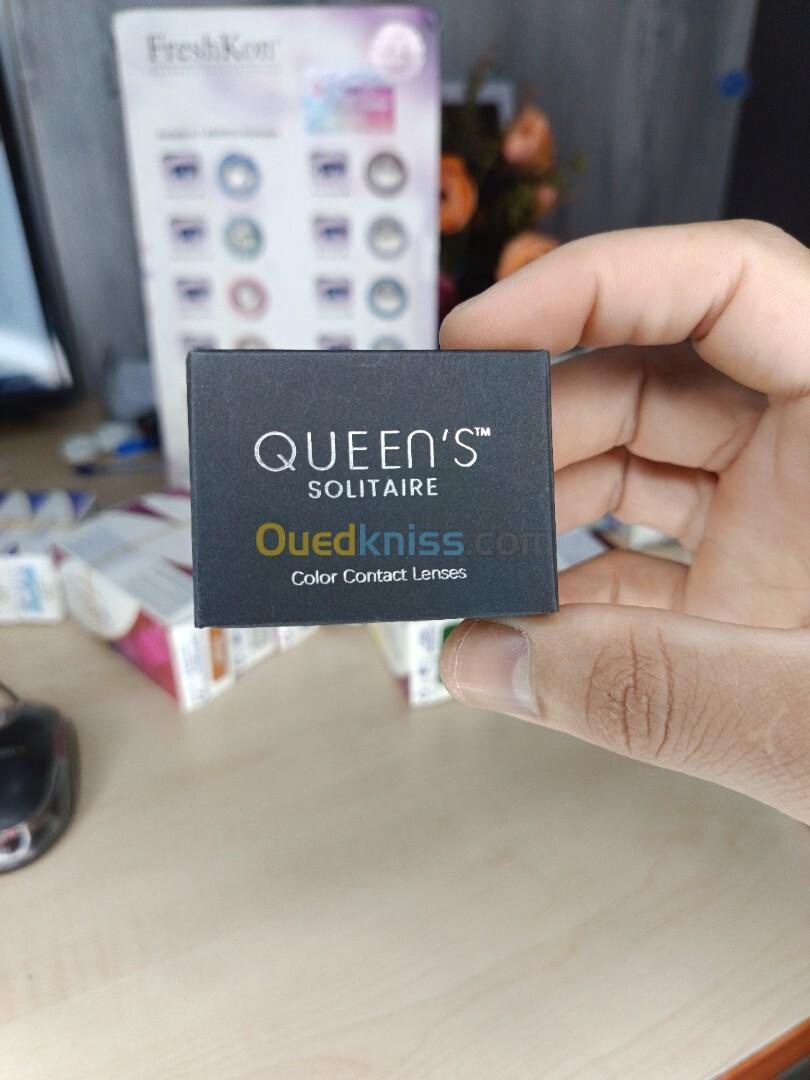 FreshKon
QUEEN'S™
SOLITAIRE
Ouedkniss.com
Color Contact Lenses